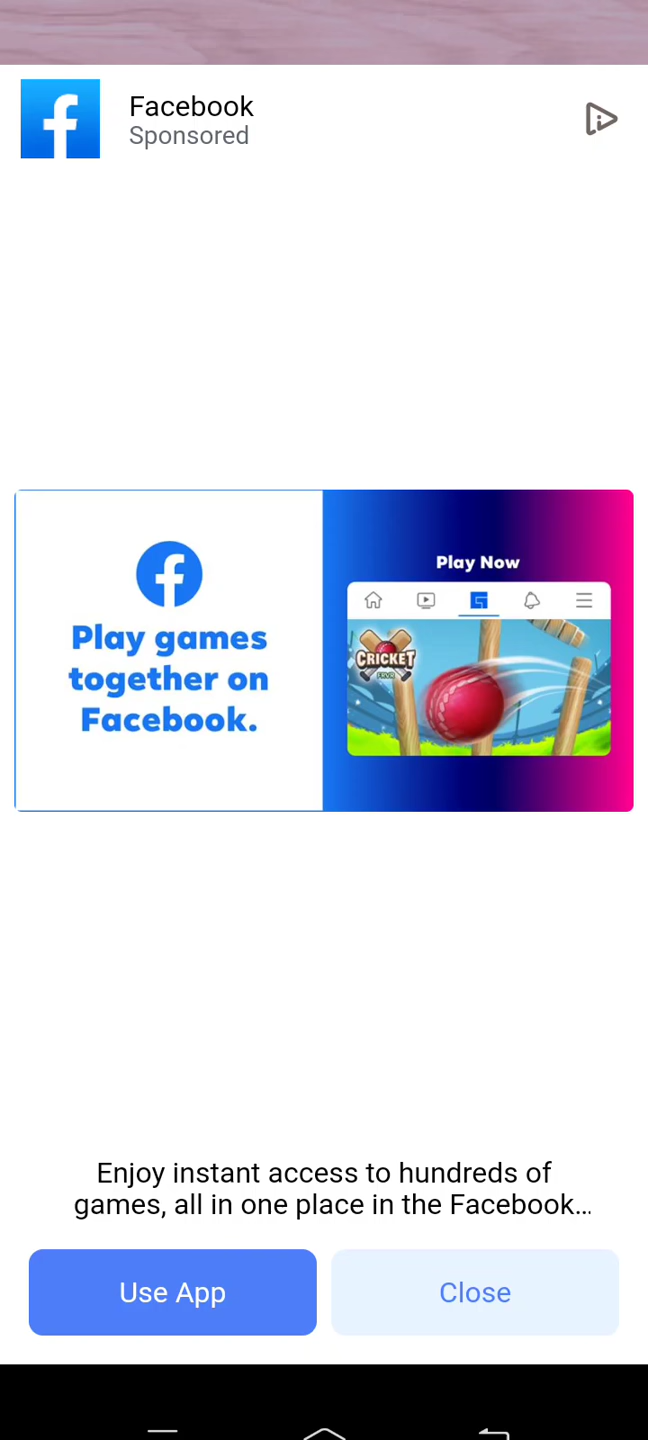 Facebook
Sponsored
Play games
together on
Facebook.
Play Now
CRICKET
FRVR
Enjoy instant access to hundreds of
games, all in one place in the Facebook...
Use App
Close